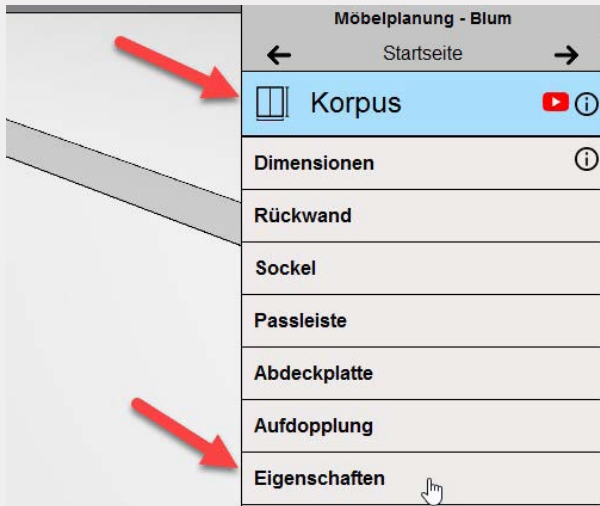 Möbelplanung - Blum
Startseite
Korpus
Dimensionen
Rückwand
Sockel
Passleiste
Abdeckplatte
Aufdopplung
Eigenschaften